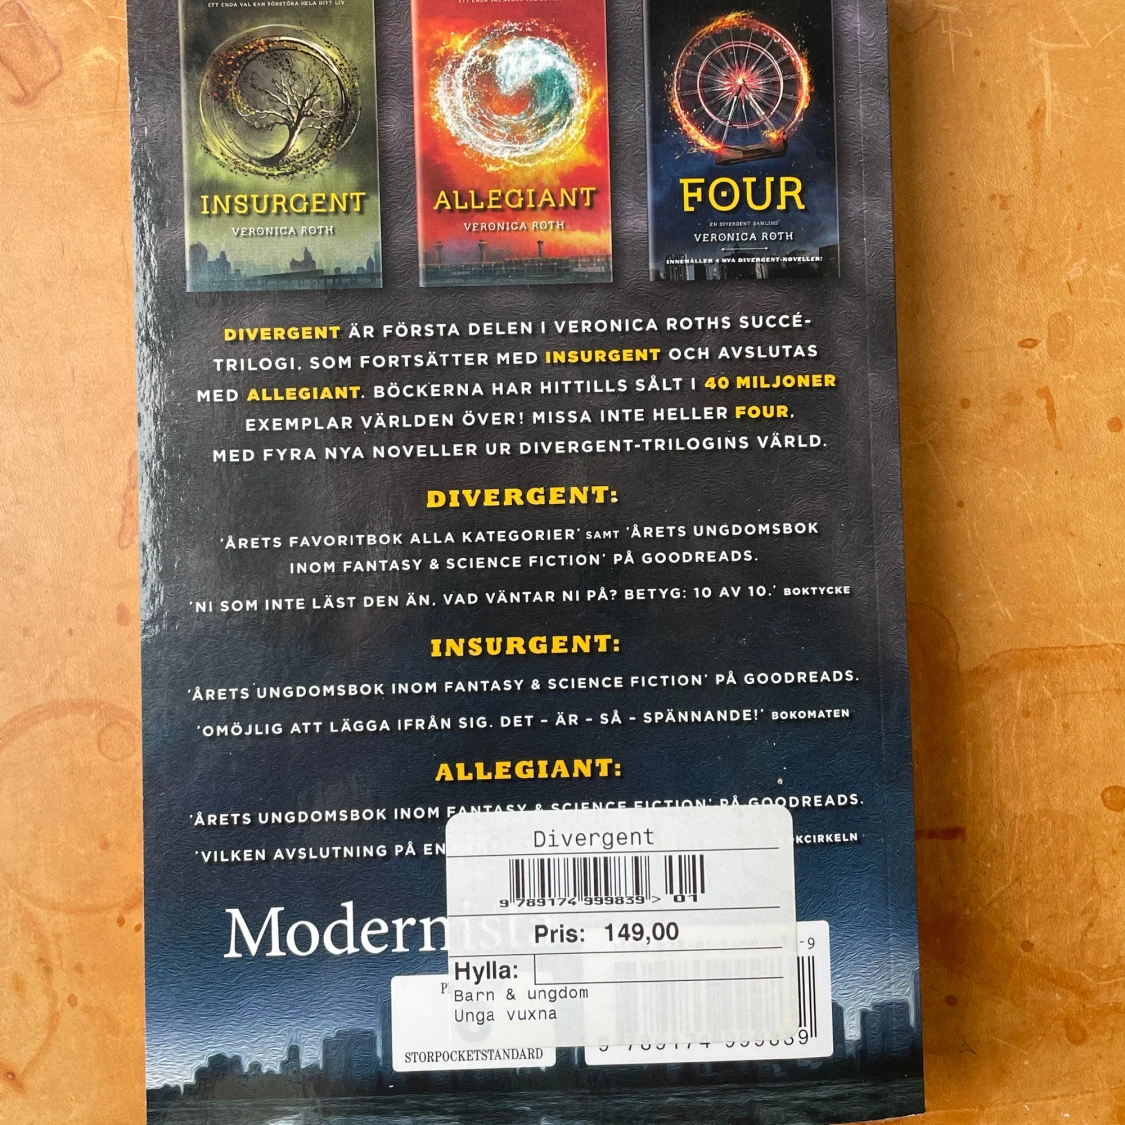 ETT ENDA VAL KAN FÖRSTÖRA HELA DITT LIV
INSURGENT
VERONICA ROTH
ALLEGIANT
VERONICA ROTH
FOUR
EN DIVERGENT SAMLING
VERONICA ROTH
INNEHÅLLER 4 NYA DIVERGENT-NOVELLER!
DIVERGENT ÄR FÖRSTA DELEN I VERONICA ROTHS SUCCÉ-
TRILOGI, SOM FORTSÄTTER MED INSURGENT OCH AVSLUTAS
MED ALLEGIANT. BÖCKERNA HAR HITTILLS SÅLT I 40 MILJONER
EXEMPLAR VÄRLDEN ÖVER! MISSA INTE HELLER FOUR,
MED FYRA NYA NOVELLER UR DIVERGENT-TRILOGINS VÄRLD.
DIVERGENT:
'ÅRETS FAVORITBOK ALLA KATEGORIER' SAMT 'ÅRETS UNGDOMSBOK
INOM FANTASY & SCIENCE FICTION' PÅ GOODREADS.
'NI SOM INTE LÄST DEN ÄN, VAD VÄNTAR NI PÅ? BETYG: 10 AV 10.' BOKTYCKE
INSURGENT:
'ÅRETS UNGDOMSBOK INOM FANTASY & SCIENCE FICTION' PÅ GOODREADS.
'OMÖJLIG ATT LÄGGA IFRÅN SIG. DET – ÄR – SÅ – SPÄNNANDE!' BOKOMATEN
ALLEGIANT:
'ÅRETS UNGDOMSBOK INOM FANTASY & SCIENCE FICTION' PÅ GOODREADS.
'VILKEN AVSLUTNING PÅ EN
Modernista
Divergent
9 789174 999839 > 01
Pris: 149,00
Hylla:
Barn & ungdom
Unga vuxna
STORPOCKETSTANDARD
-9
9 789174 999839